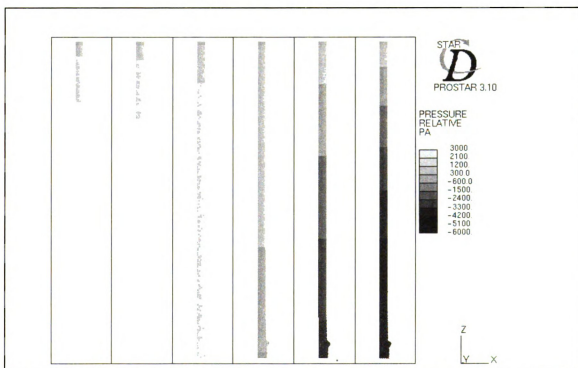 STAR
CD
PROSTAR 3.10
PRESSURE
RELATIVE
PA
3000
2100
1200
300.0
-600.0
-1500
-2400
-3300
-4200
-5100
-6000
Z
Y X